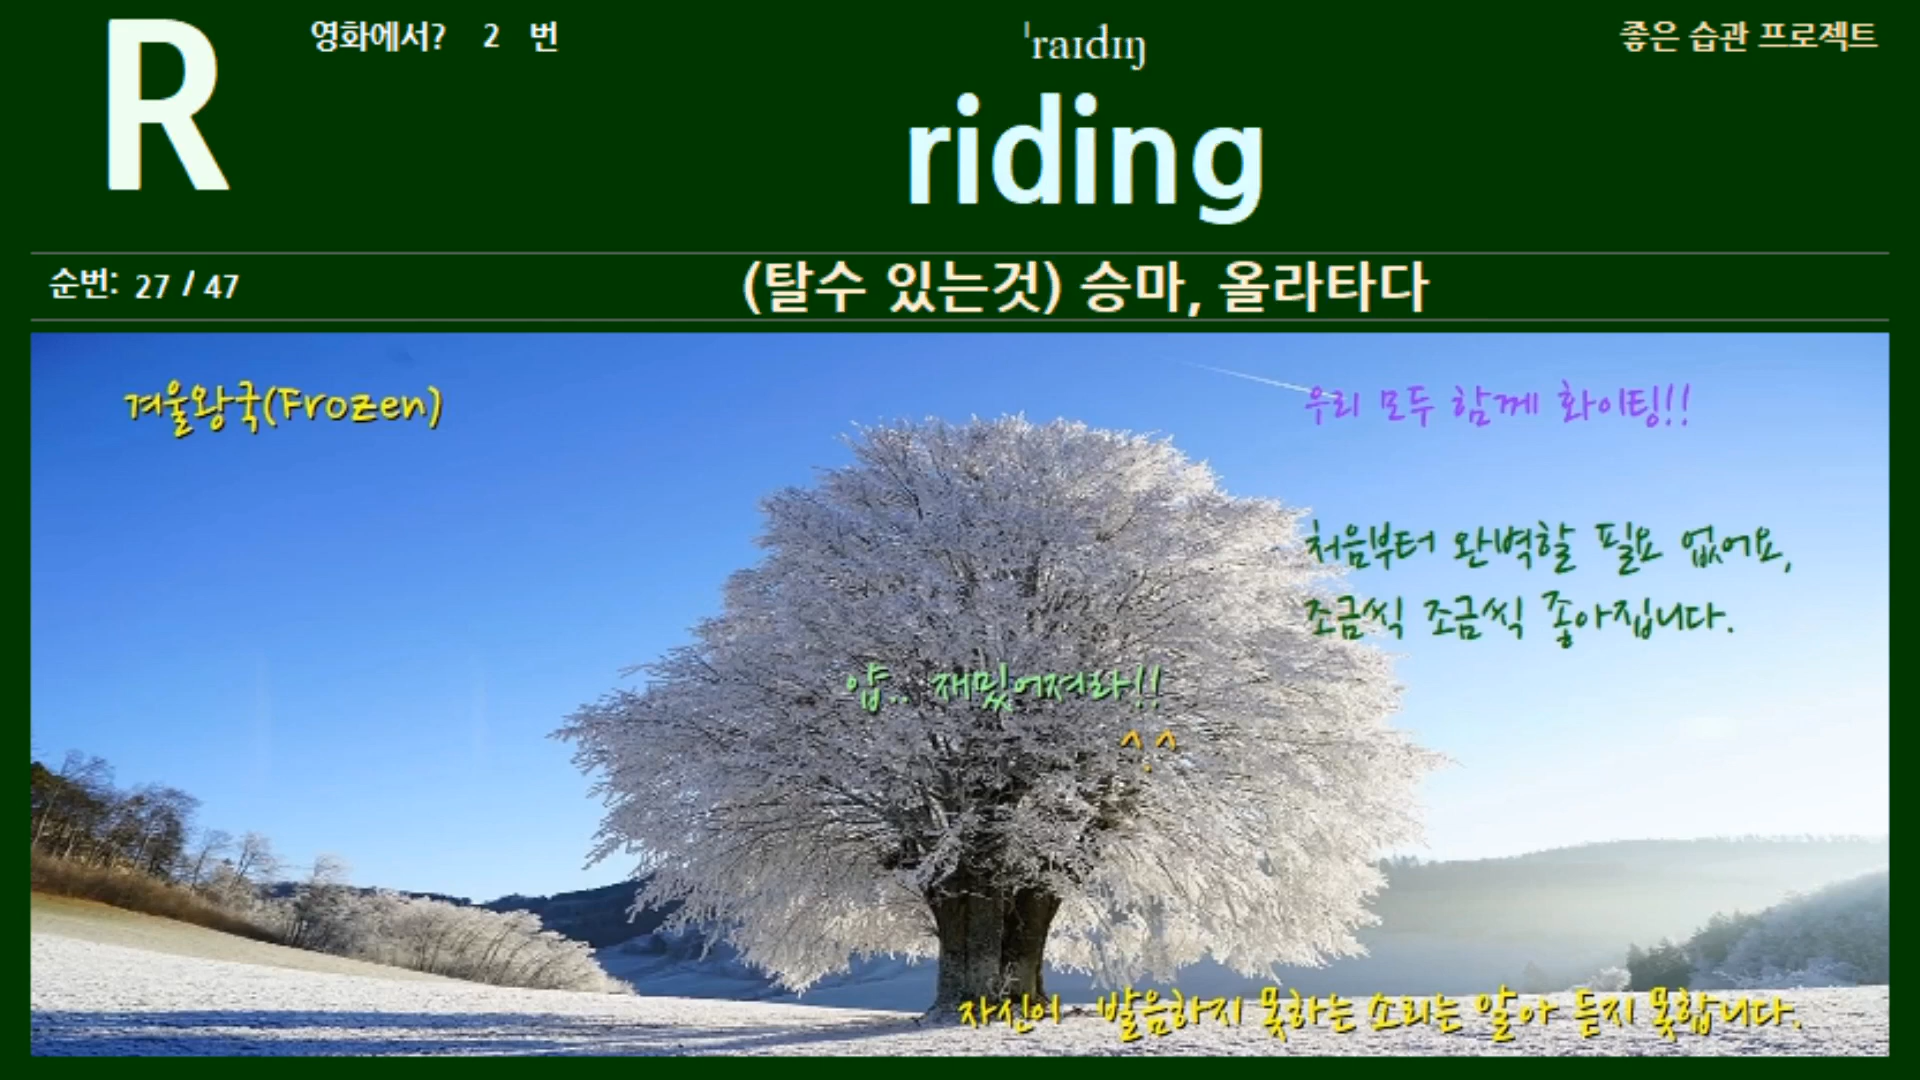 R
영화에서? 2 번
ˈraɪdɪŋ
좋은 습관 프로젝트
riding
순번: 27 / 47
(탈수 있는것) 승마, 올라타다
겨울왕국(Frozen)
우리 모두 함께 화이팅!!
처음부터 완벽할 필요 없어요,
조금씩 조금씩 좋아집니다.
얍.. 재밌어져라!!
^.^
자신이 발음하지 못하는 소리는 알아 듣지 못합니다.